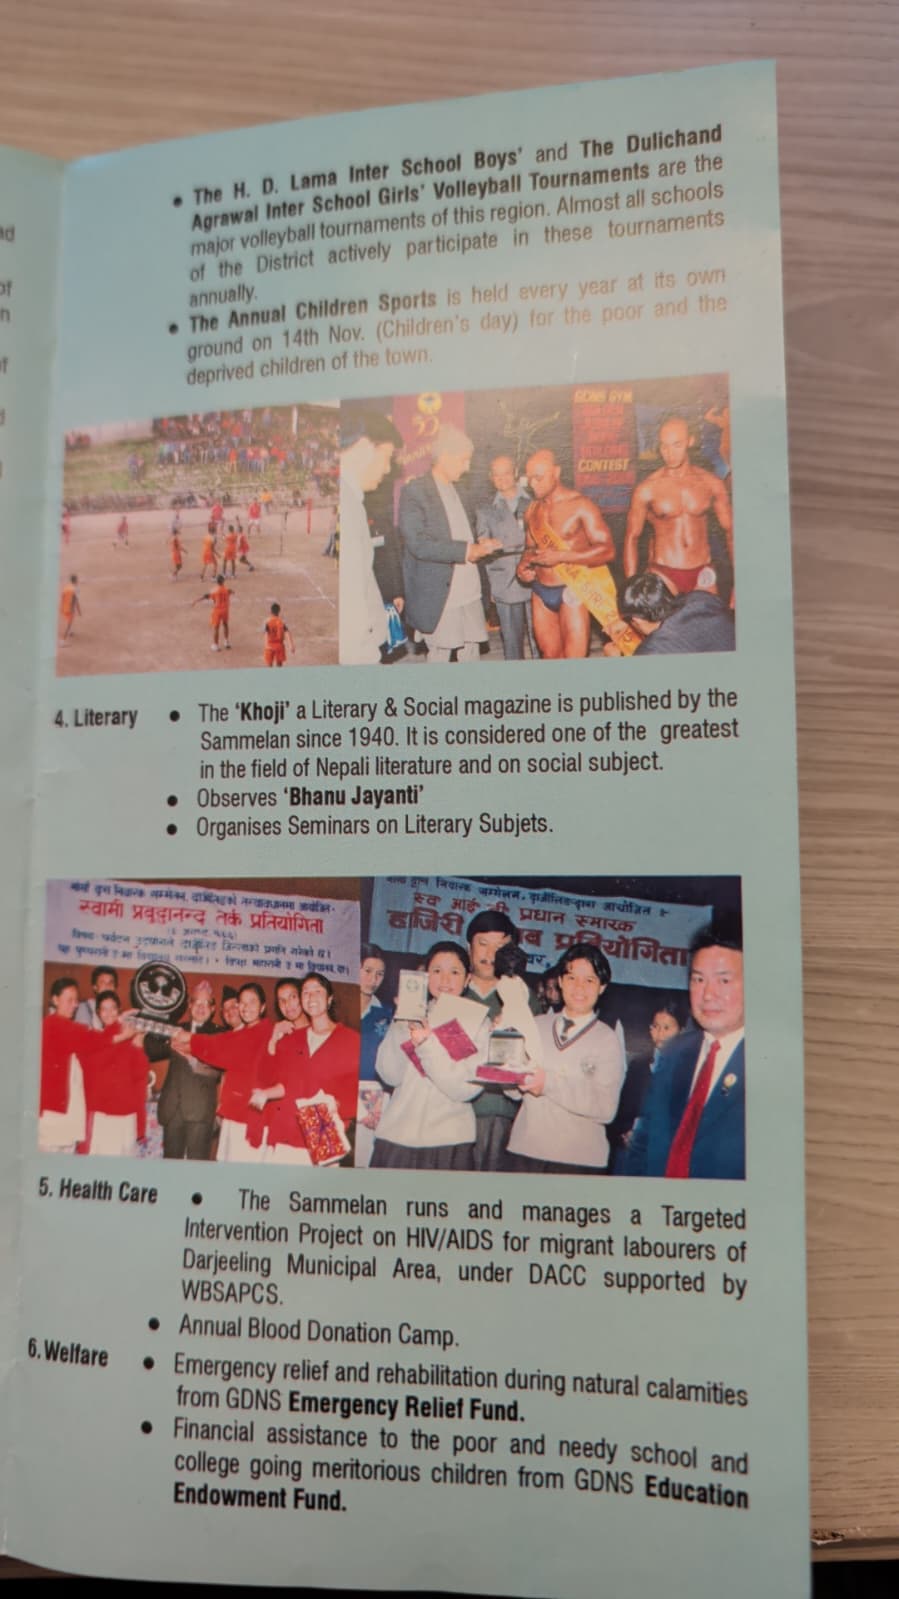 • The H. D. Lama Inter School Boys' and The Dulichand
Agrawal Inter School Girls' Volleyball Tournaments are the
major volleyball tournaments of this region. Almost all schools
of the District actively participate in these tournaments
annually.
• The Annual Children Sports is held every year at its own
ground on 14th Nov. (Children's day) for the poor and the
deprived children of the town.
GDNS GYM
CONTEST
4. Literary • The 'Khoji' a Literary & Social magazine is published by the
Sammelan since 1940. It is considered one of the greatest
in the field of Nepali literature and on social subject.
• Observes 'Bhanu Jayanti'
• Organises Seminars on Literary Subjets.
स्वामी प्रबुद्धानन्द तर्क प्रतियोगिता
प्रधान स्मारक
हाजिरी प्रतियोगिता
5. Health Care • The Sammelan runs and manages a Targeted
Intervention Project on HIV/AIDS for migrant labourers of
Darjeeling Municipal Area, under DACC supported by
WBSAPCS.
• Annual Blood Donation Camp.
6. Welfare • Emergency relief and rehabilitation during natural calamities
from GDNS Emergency Relief Fund.
• Financial assistance to the poor and needy school and
college going meritorious children from GDNS Education
Endowment Fund.